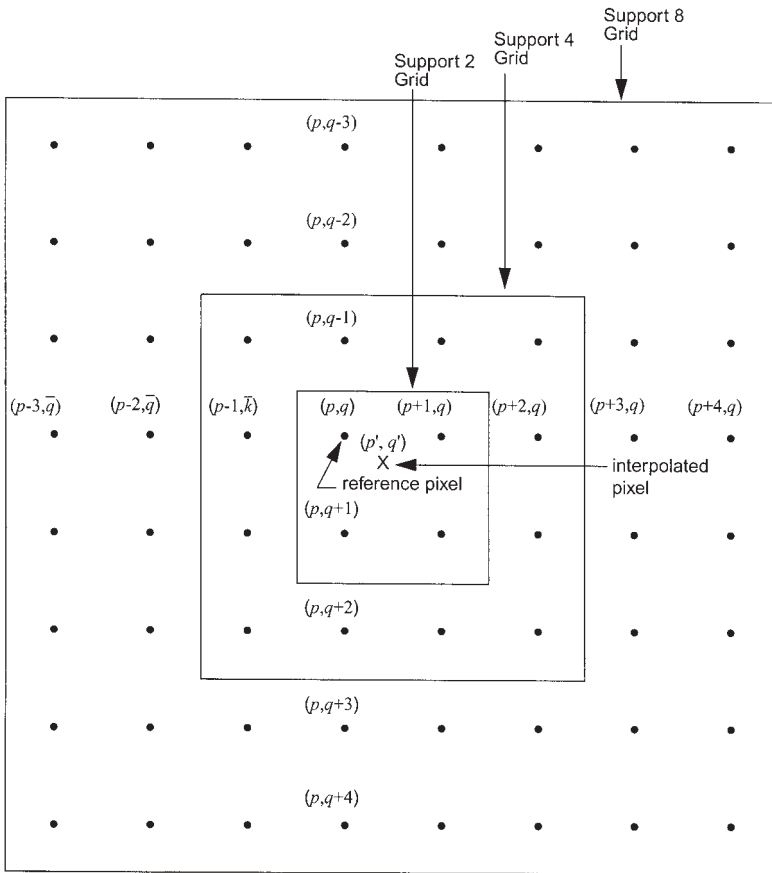 Support 8
Grid
Support 4
Grid
Support 2
Grid
(p,q-3)
(p,q-2)
(p,q-1)
(p-3,q̅) (p-2,q̅) (p-1,k̅) (p,q) (p+1,q) (p+2,q) (p+3,q) (p+4,q)
(p', q')
X
interpolated
pixel
reference pixel
(p,q+1)
(p,q+2)
(p,q+3)
(p,q+4)